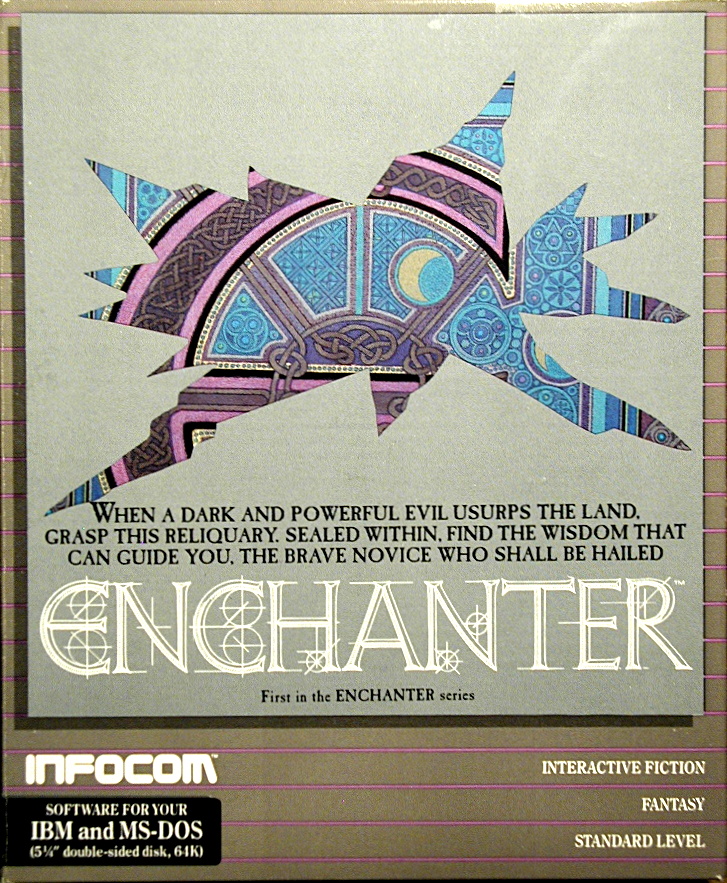 WHEN A DARK AND POWERFUL EVIL USURPS THE LAND,
GRASP THIS RELIQUARY. SEALED WITHIN, FIND THE WISDOM THAT
CAN GUIDE YOU, THE BRAVE NOVICE WHO SHALL BE HAILED
ENCHANTER™
First in the ENCHANTER series
INFOCOM™
INTERACTIVE FICTION
FANTASY
STANDARD LEVEL
SOFTWARE FOR YOUR
IBM and MS-DOS
(5¼" double-sided disk, 64K)